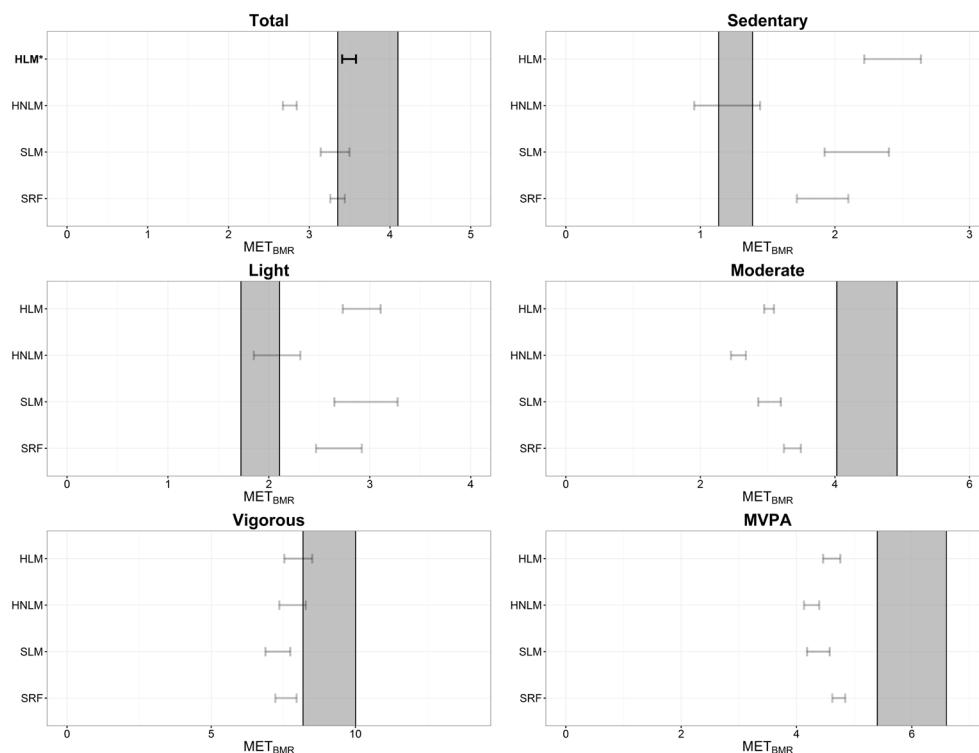 Total
HLM*
HNLM
SLM
SRF
0 1 2 3 4 5
MET_BMR
Sedentary
HLM
HNLM
SLM
SRF
0 1 2 3
MET_BMR
Light
HLM
HNLM
SLM
SRF
0 1 2 3 4
MET_BMR
Moderate
HLM
HNLM
SLM
SRF
0 2 4 6
MET_BMR
Vigorous
HLM
HNLM
SLM
SRF
0 5 10
MET_BMR
MVPA
HLM
HNLM
SLM
SRF
0 2 4 6
MET_BMR